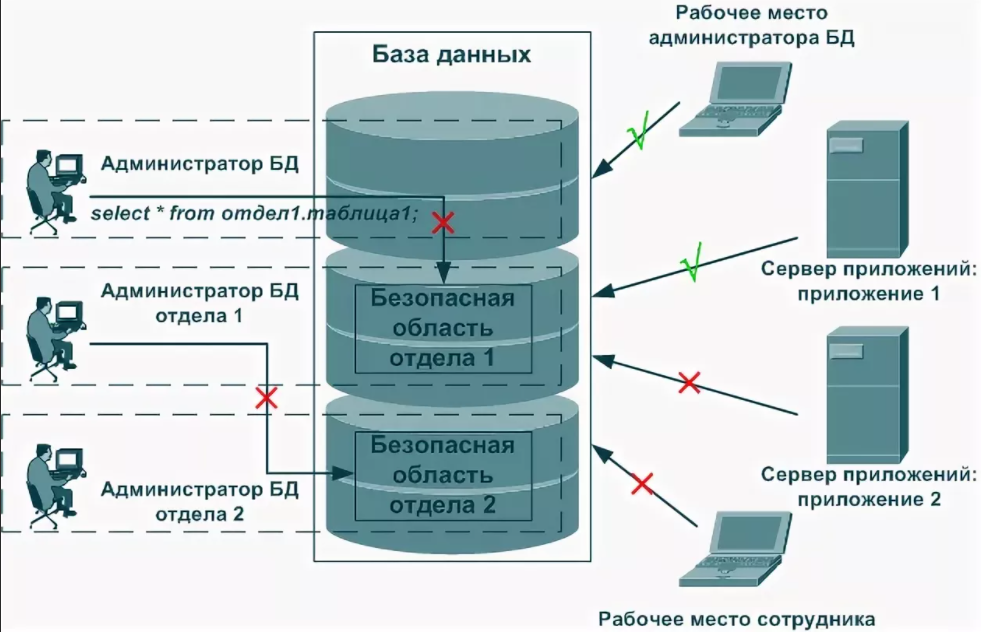 Рабочее место
администратора БД
База данных
Администратор БД
select * from отдел1.таблица1;
Сервер приложений:
приложение 1
Администратор БД
отдела 1
Безопасная
область
отдела 1
Безопасная
область
отдела 2
Администратор БД
отдела 2
Сервер приложений:
приложение 2
Рабочее место сотрудника